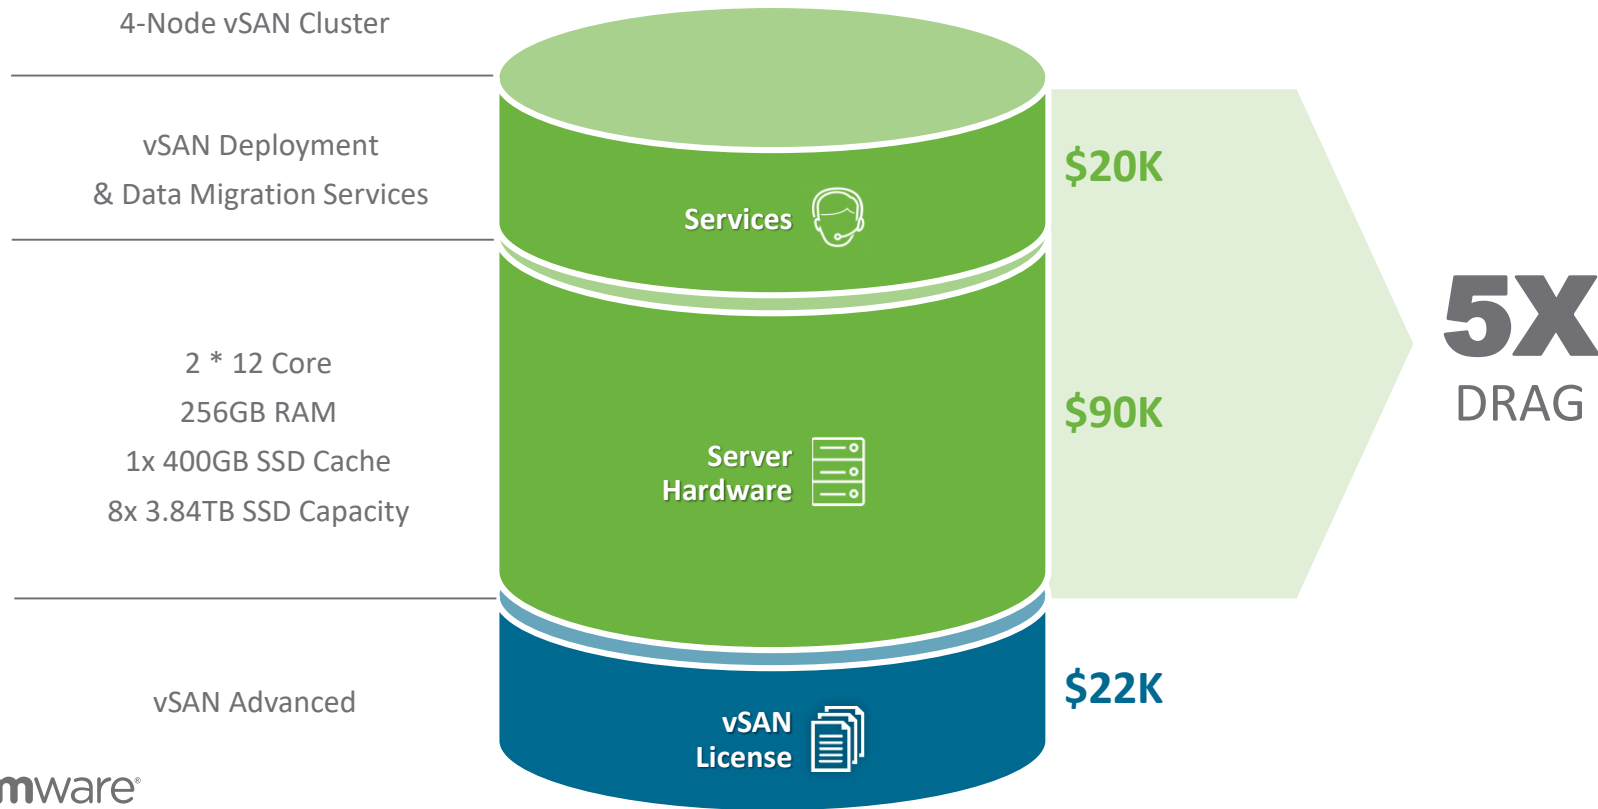 4-Node vSAN Cluster
vSAN Deployment
& Data Migration Services
Services
$20K
2 * 12 Core
256GB RAM
1x 400GB SSD Cache
8x 3.84TB SSD Capacity
Server
Hardware
$90K
5X
DRAG
vSAN Advanced
vSAN
License
$22K
mware®